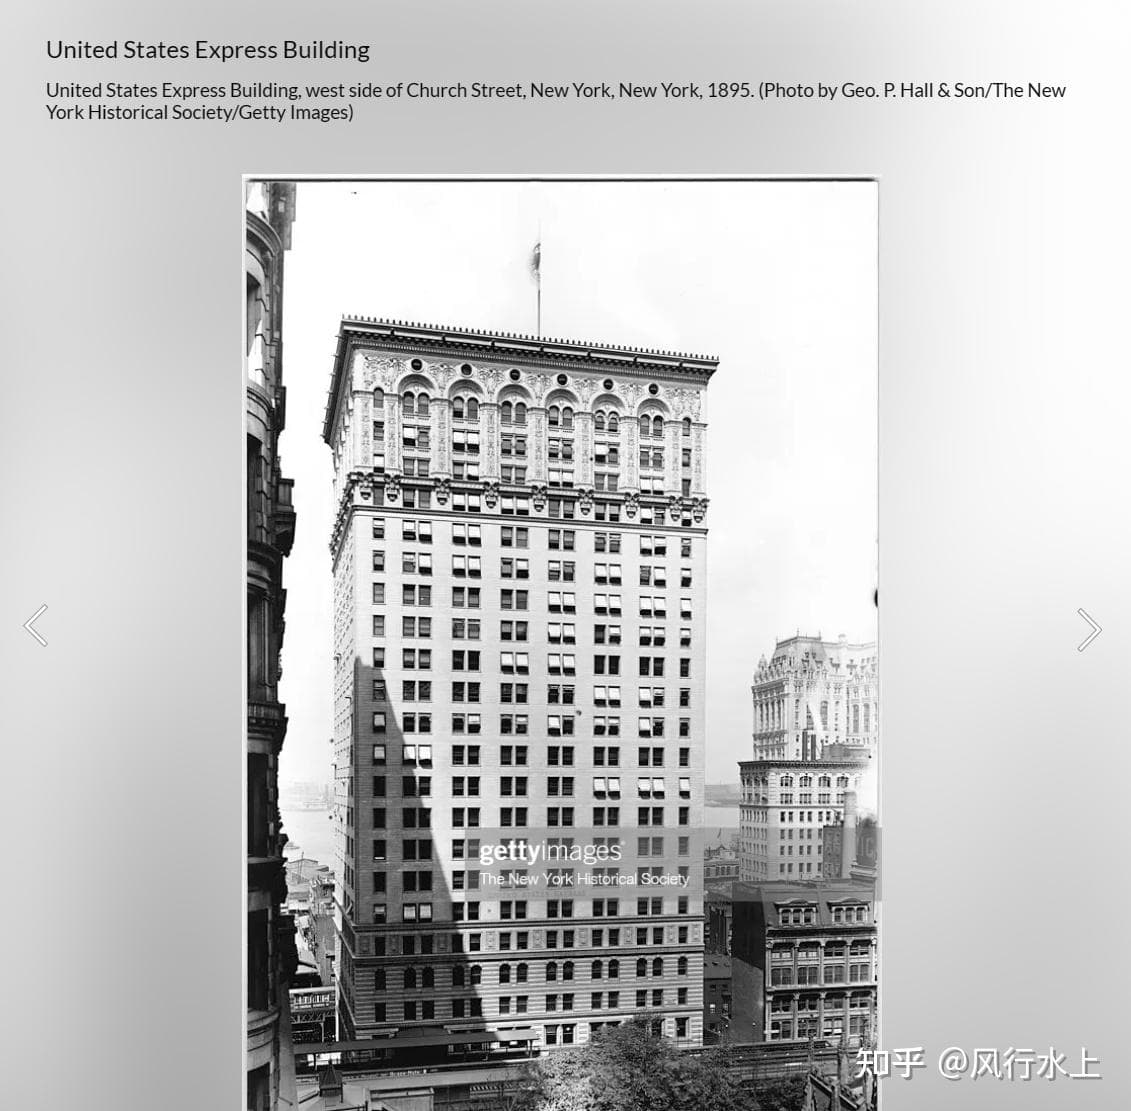 United States Express Building
United States Express Building, west side of Church Street, New York, New York, 1895. (Photo by Geo. P. Hall & Son/The New
York Historical Society/Getty Images)
gettyimages
The New York Historical Society
知乎 @风行水上